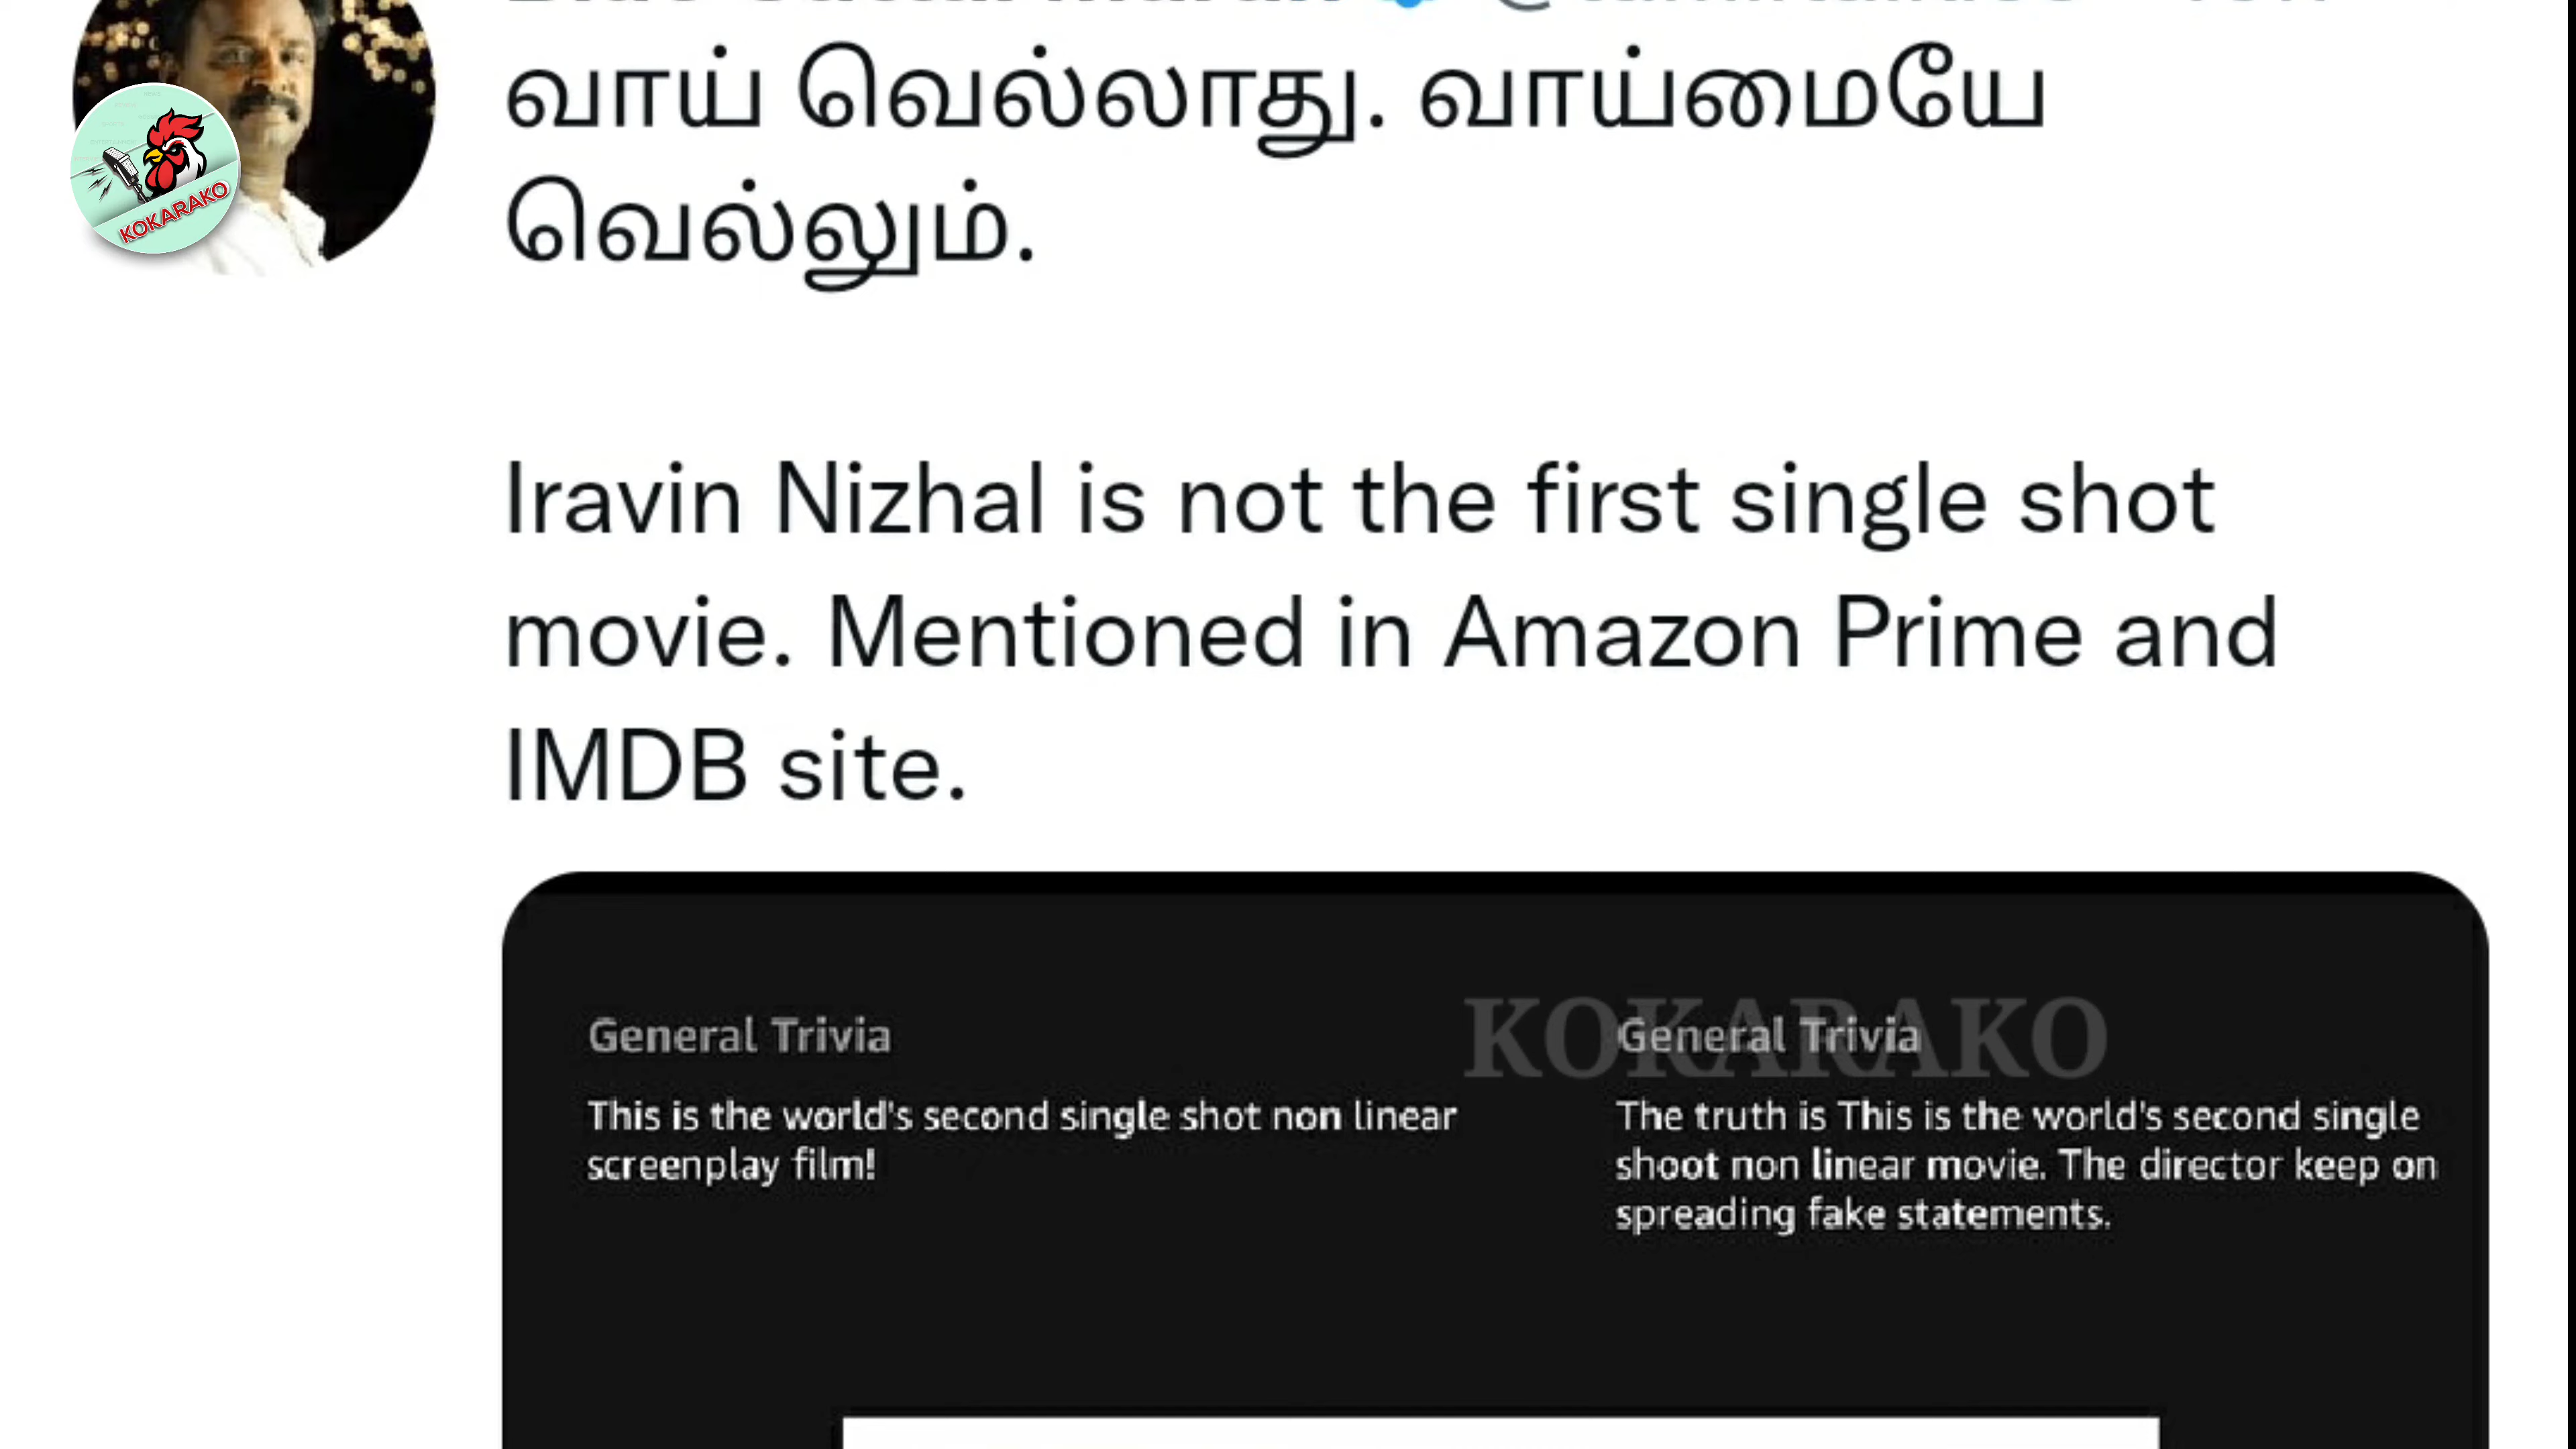 வாய் வெல்லாது. வாய்மையே
வெல்லும்.
KOKARAKO
Iravin Nizhal is not the first single shot
movie. Mentioned in Amazon Prime and
IMDB site.
KOKARAKO
General Trivia
This is the world's second single shot non linear
screenplay film!
General Trivia
The truth is This is the world's second single
shoot non linear movie. The director keep on
spreading fake statements.